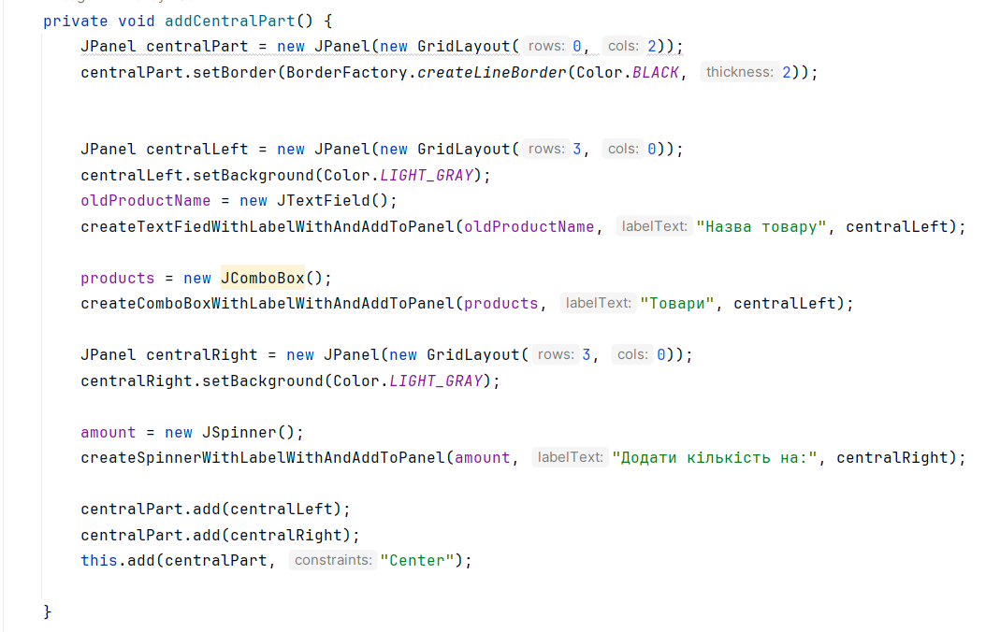 private void addCentralPart() {
JPanel centralPart = new JPanel(new GridLayout( rows: 0, cols: 2));
centralPart.setBorder(BorderFactory.createLineBorder(Color.BLACK, thickness: 2));
JPanel centralLeft = new JPanel(new GridLayout( rows: 3, cols: 0));
centralLeft.setBackground(Color.LIGHT_GRAY);
oldProductName = new JTextField();
createTextFiedWithLabelWithAndAddToPanel(oldProductName, labelText: "Назва товару", centralLeft);
products = new JComboBox();
createComboBoxWithLabelWithAndAddToPanel(products, labelText: "Товари", centralLeft);
JPanel centralRight = new JPanel(new GridLayout( rows: 3, cols: 0));
centralRight.setBackground(Color.LIGHT_GRAY);
amount = new JSpinner();
createSpinnerWithLabelWithAndAddToPanel(amount, labelText: "Додати кількість на:", centralRight);
centralPart.add(centralLeft);
centralPart.add(centralRight);
this.add(centralPart, constraints: "Center");
}